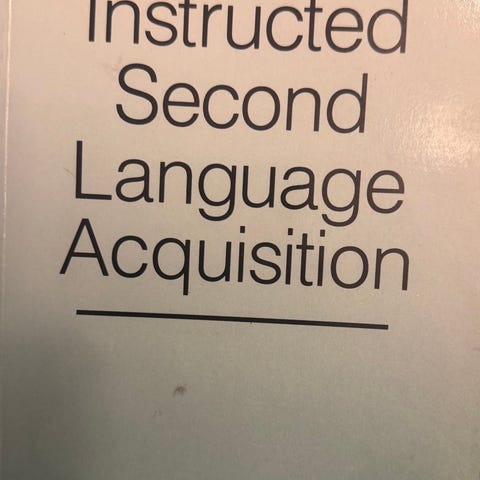 Instructed
Second
Language
Acquisition